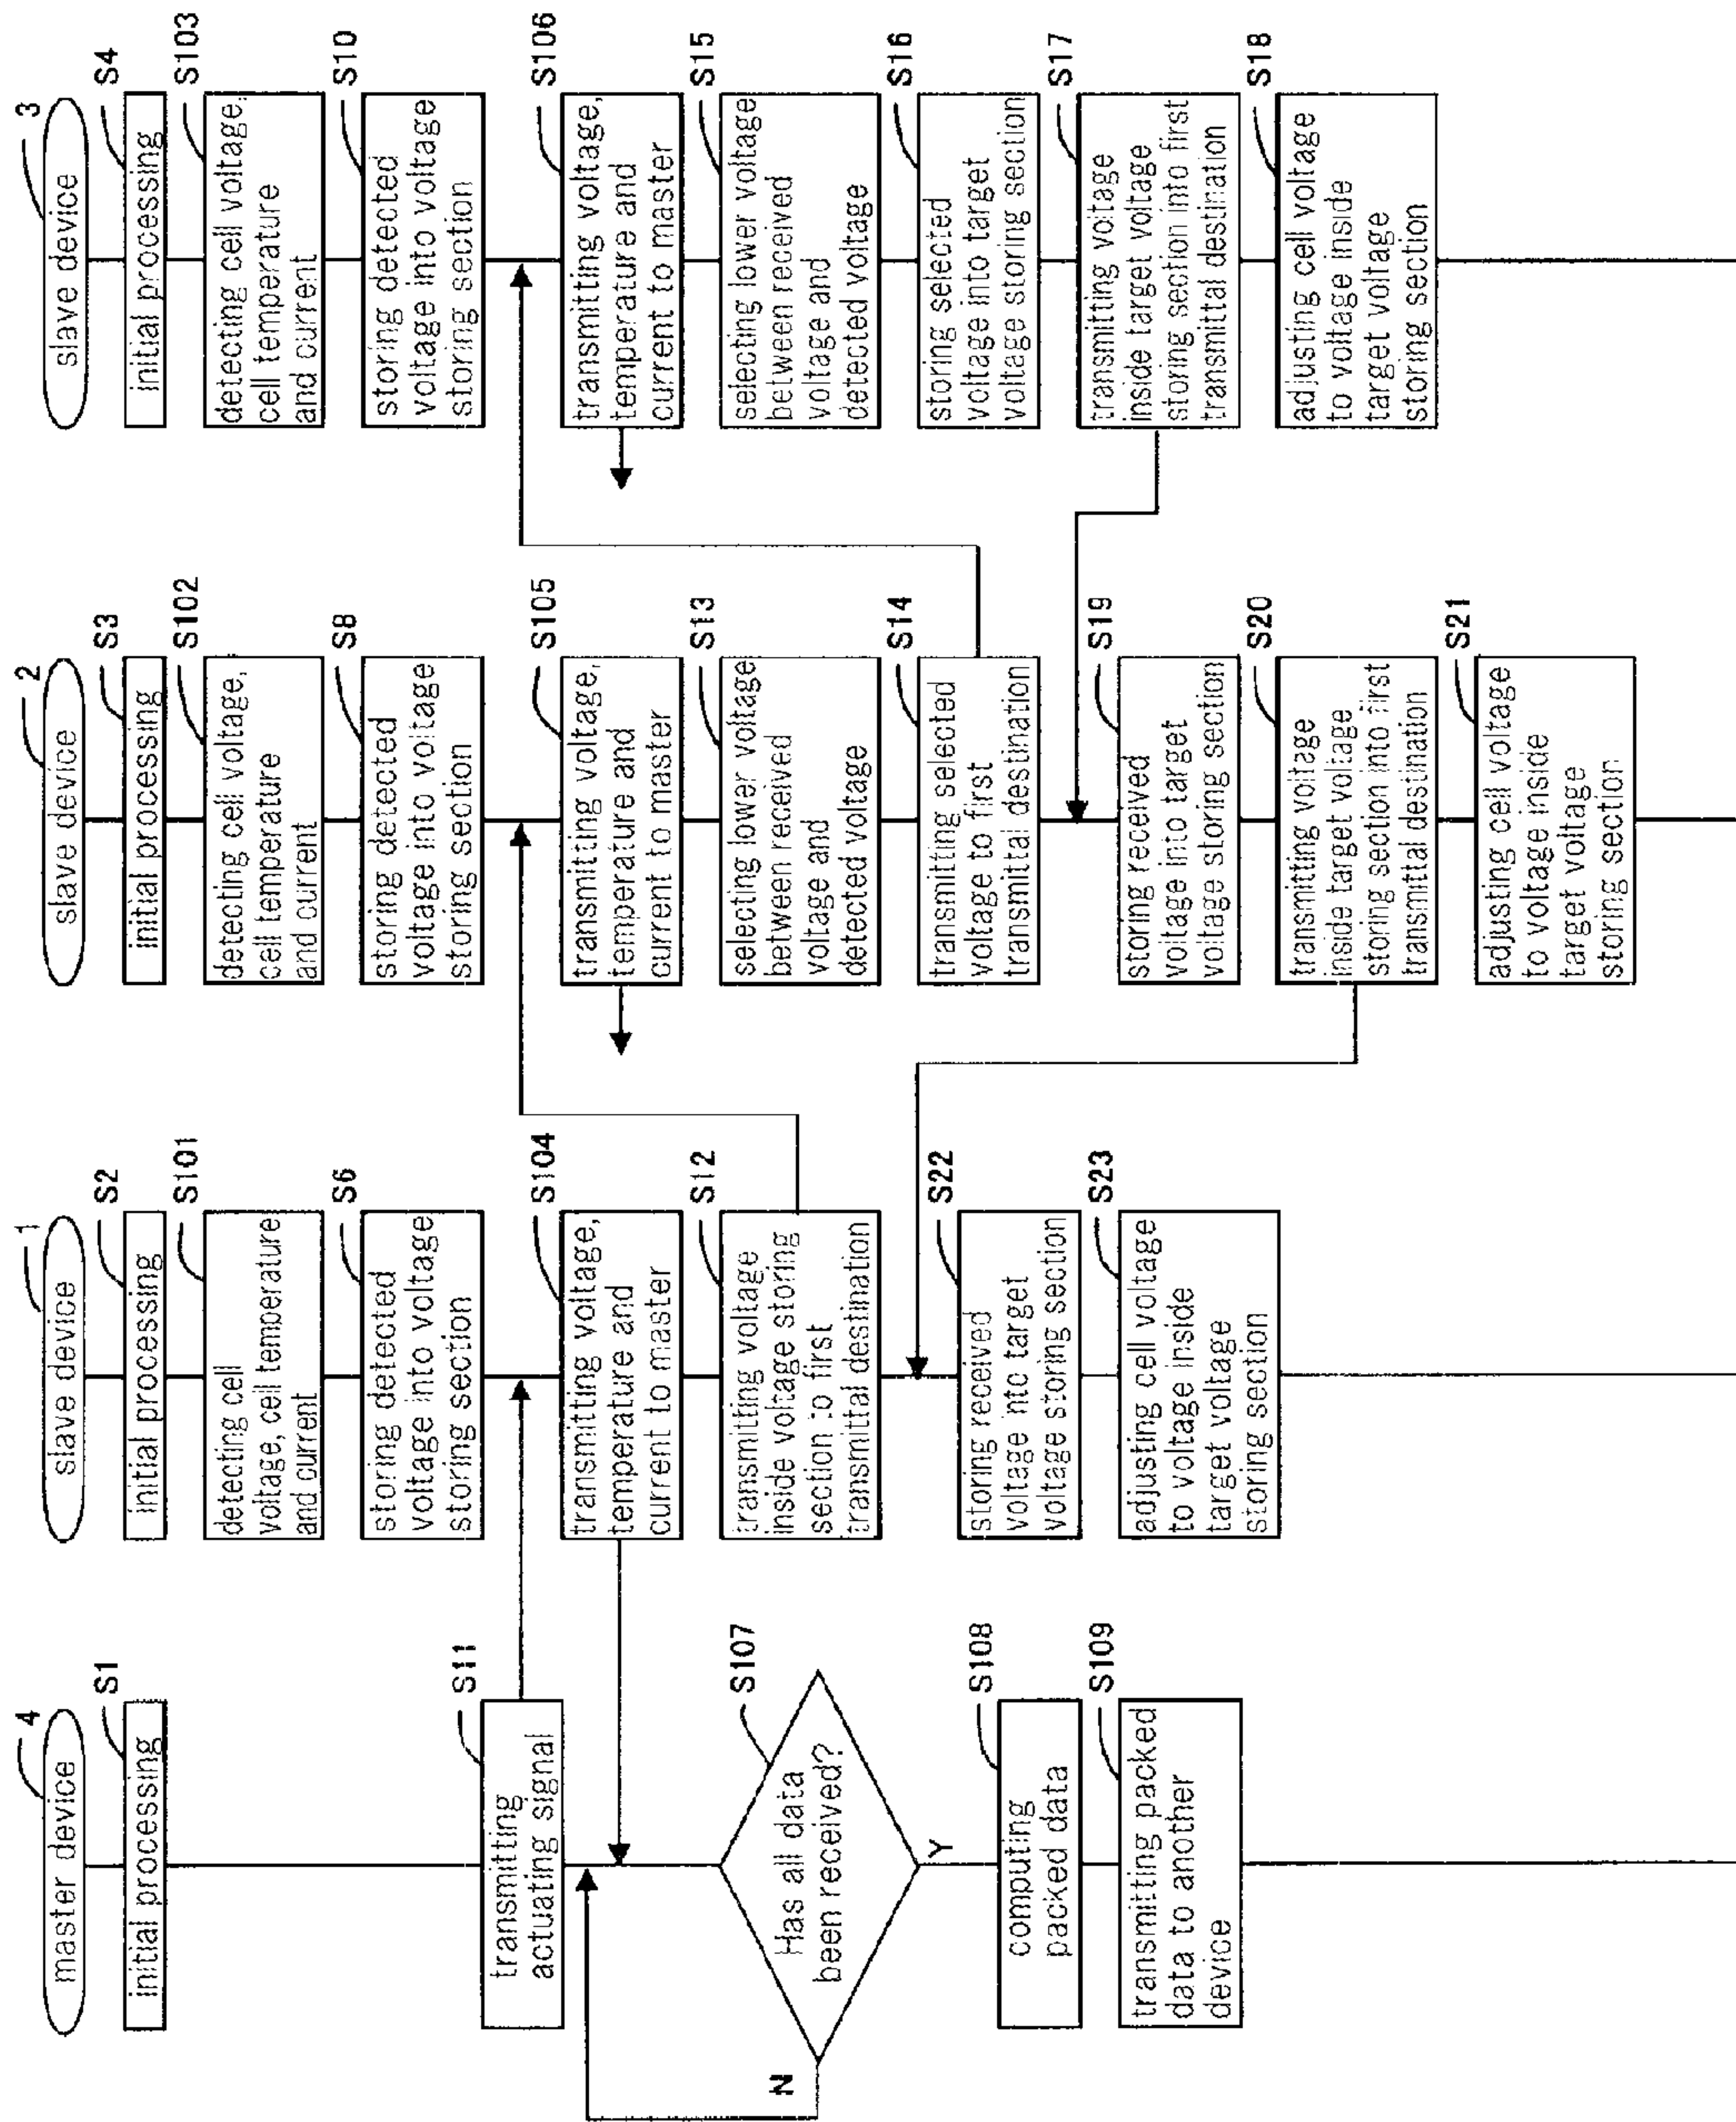 4
master device
S1
initial processing
S11
transmitting
actuating signal
S107
Has all data
been received?
N
Y
S108
computing
packed data
S109
transmitting packed
data to another
device
1
slave device
S2
initial processing
S101
detecting cell
voltage, cell temperature
and current
S6
storing detected
voltage into voltage
storing section
S104
transmitting voltage,
temperature and
current to master
S12
transmitting voltage
inside voltage storing
section to first
transmittal destination
S22
storing received
voltage into target
voltage storing section
S23
adjusting cell voltage
to voltage inside
target voltage
storing section
2
slave device
S3
initial processing
S102
detecting cell voltage,
cell temperature
and current
S8
storing detected
voltage into voltage
storing section
S105
transmitting voltage,
temperature and
current to master
S13
selecting lower voltage
between received
voltage and
detected voltage
S14
transmitting selected
voltage to first
transmittal destination
S19
storing received
voltage into target
voltage storing section
S20
transmitting voltage
inside target voltage
storing section into first
transmittal destination
S21
adjusting cell voltage
to voltage inside
target voltage
storing section
3
slave device
S4
initial processing
S103
detecting cell voltage,
cell temperature
and current
S10
storing detected
voltage into voltage
storing section
S106
transmitting voltage,
temperature and
current to master
S15
selecting lower voltage
between received
voltage and
detected voltage
S16
storing selected
voltage into target
voltage storing section
S17
transmitting voltage
inside target voltage
storing section into first
transmittal destination
S18
adjusting cell voltage
to voltage inside
target voltage
storing section